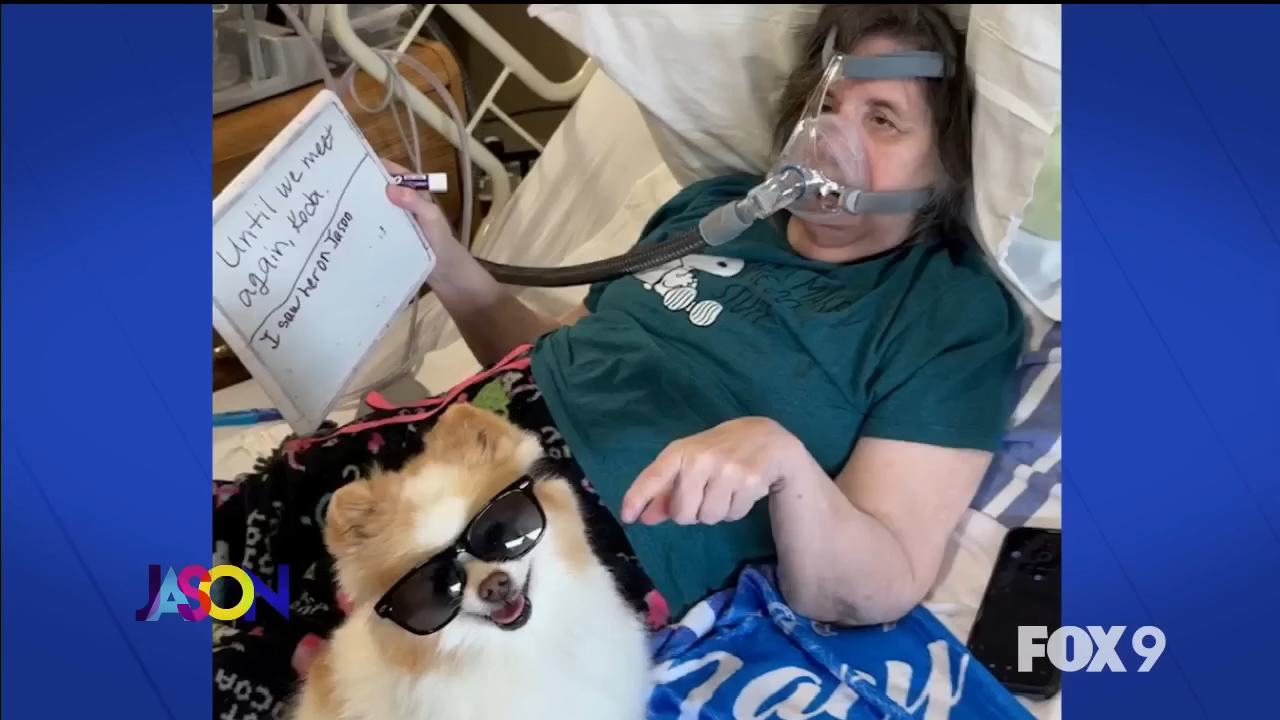 Until we meet
again, Koda.
I saw her on Jason
JASON
FOX 9